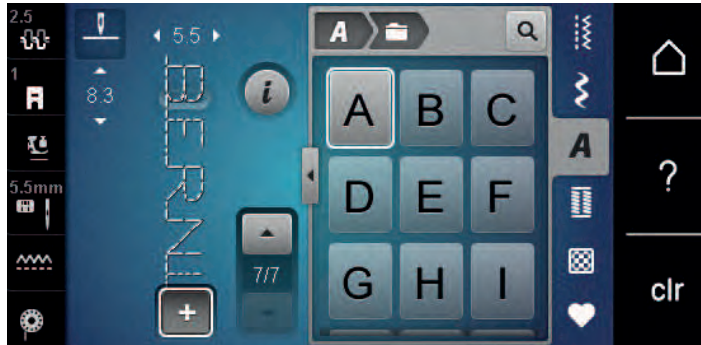 2.5
1
5.5mm
5.5
8.3
BERNI
i
7/7
+
-
A
A B C
D E F
G H I
A
?
clr